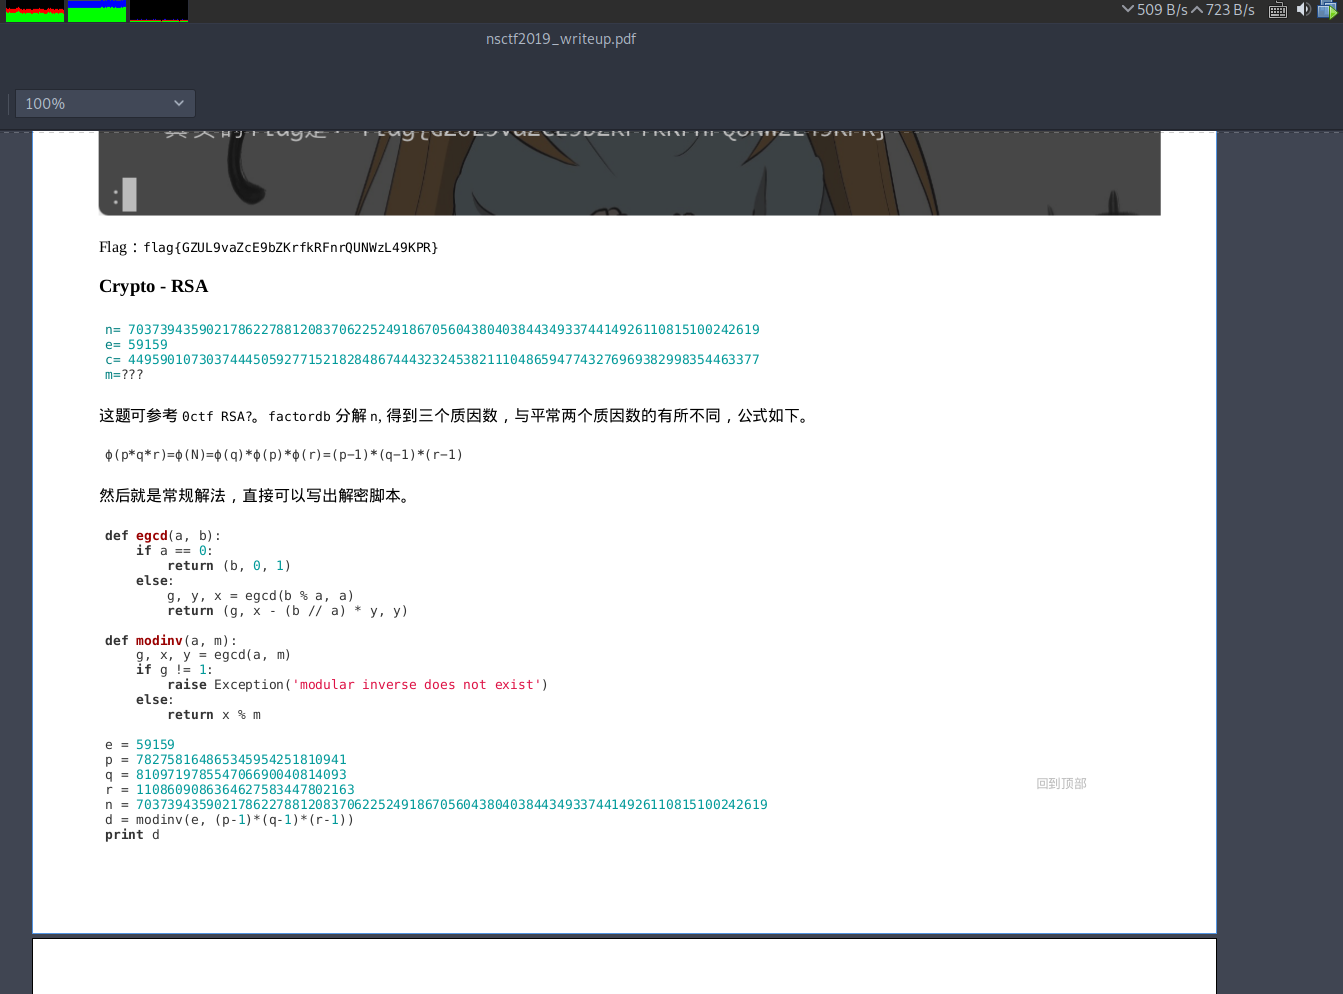 509 B/s 723 B/s
nsctf2019_writeup.pdf
100%
Flag：flag{GZUL9vaZcE9bZKrfkRFnrQUNWzL49KPR}
Crypto - RSA
n= 703739435902178622788120837062252491867056043804038443493374414926110815100242619
e= 59159
c= 449590107303744450592771521828486744432324538211104865947743276969382998354463377
m=???
这题可参考 0ctf RSA?。factordb 分解 n, 得到三个质因数，与平常两个质因数的有所不同，公式如下。
ϕ(p*q*r)=ϕ(N)=ϕ(q)*ϕ(p)*ϕ(r)=(p−1)*(q−1)*(r−1)
然后就是常规解法，直接可以写出解密脚本。
def egcd(a, b):
    if a == 0:
        return (b, 0, 1)
    else:
        g, y, x = egcd(b % a, a)
        return (g, x - (b // a) * y, y)
def modinv(a, m):
    g, x, y = egcd(a, m)
    if g != 1:
        raise Exception('modular inverse does not exist')
    else:
        return x % m
e = 59159
p = 782758164865345954251810941
q = 810971978554706690040814093
r = 1108609086364627583447802163
n = 703739435902178622788120837062252491867056043804038443493374414926110815100242619
d = modinv(e, (p-1)*(q-1)*(r-1))
print d
回到顶部